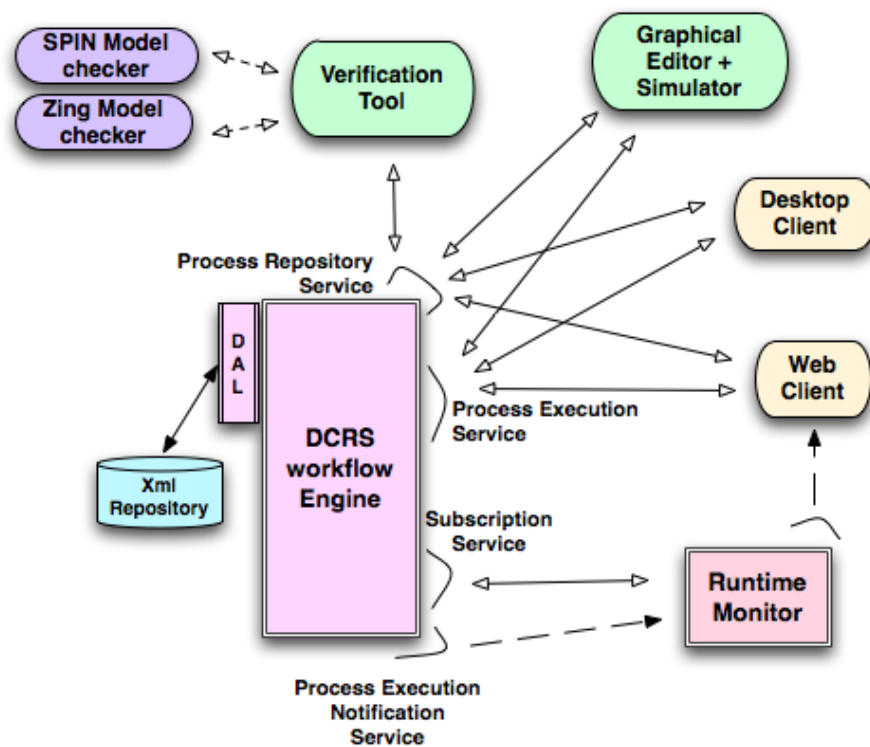 SPIN Model
checker
Zing Model
checker
Verification
Tool
Graphical
Editor +
Simulator
Desktop
Client
Process Repository
Service
D
A
L
Web
Client
DCRS
workflow
Engine
Process Execution
Service
Xml
Repository
Subscription
Service
Runtime
Monitor
Process Execution
Notification
Service